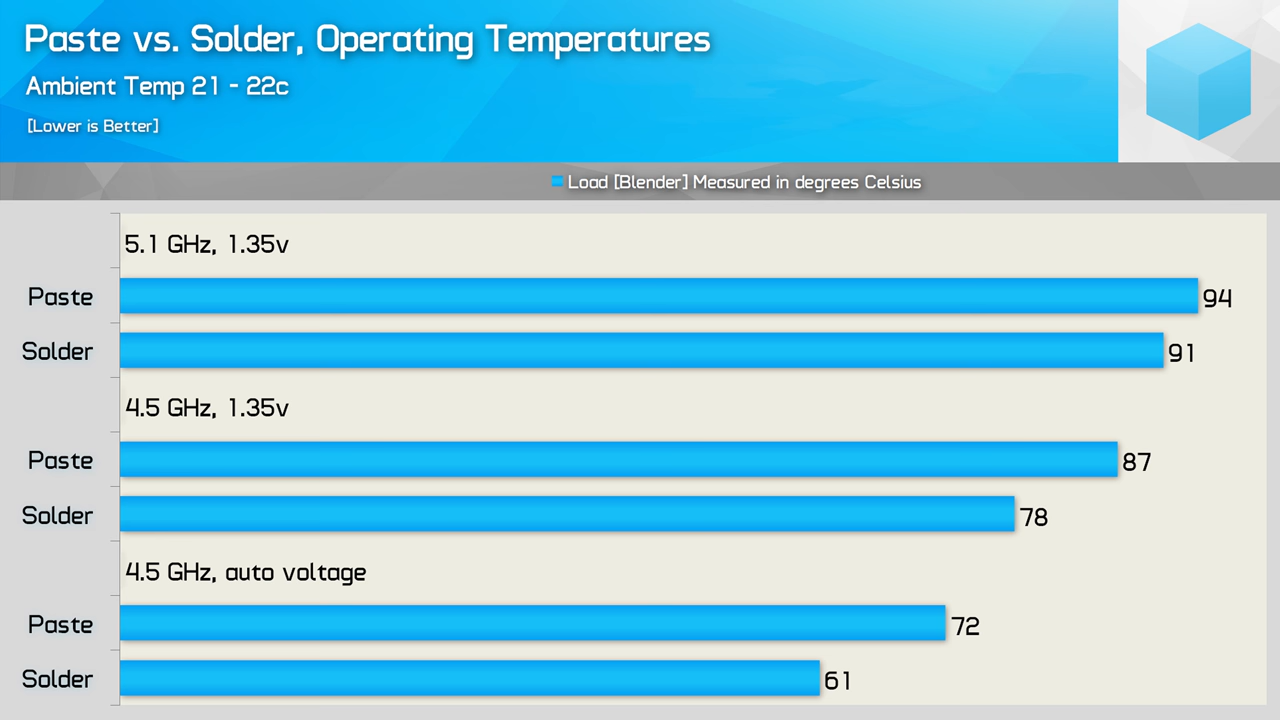 Paste vs. Solder, Operating Temperatures
Ambient Temp 21 - 22c
[Lower is Better]
Load [Blender] Measured in degrees Celsius
5.1 GHz, 1.35v
Paste 94
Solder 91
4.5 GHz, 1.35v
Paste 87
Solder 78
4.5 GHz, auto voltage
Paste 72
Solder 61